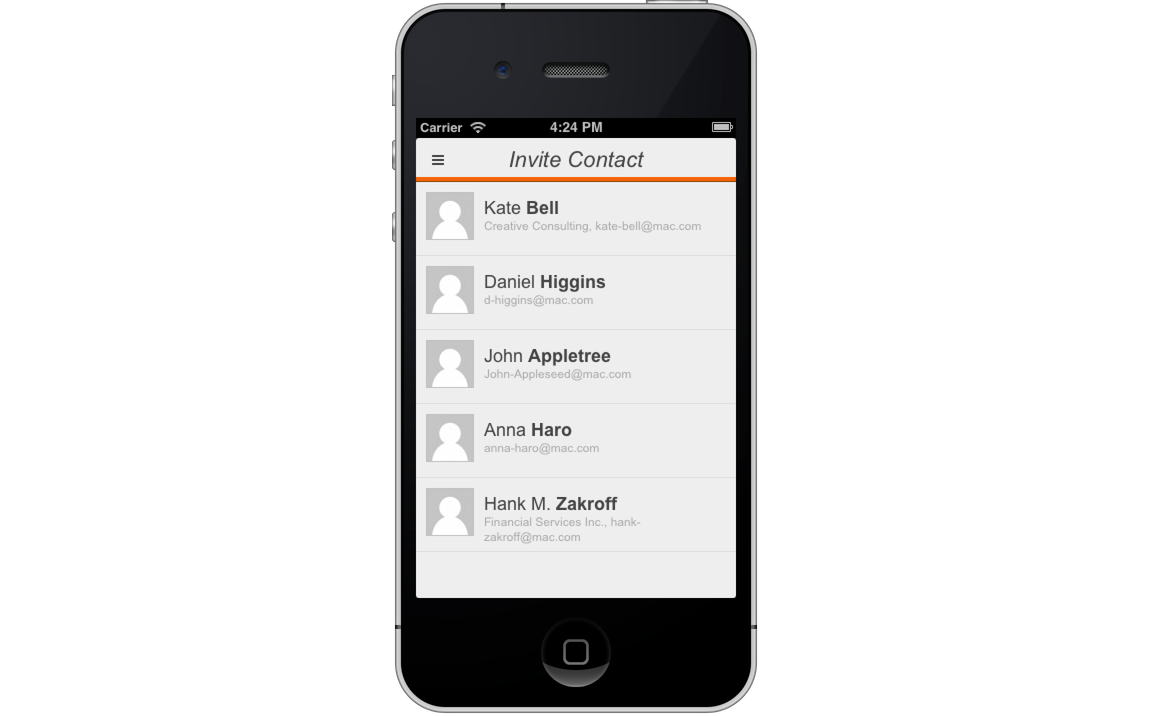 Carrier 4:24 PM
Invite Contact
Kate Bell
Creative Consulting, kate-bell@mac.com
Daniel Higgins
d-higgins@mac.com
John Appletree
John-Appleseed@mac.com
Anna Haro
anna-haro@mac.com
Hank M. Zakroff
Financial Services Inc., hank-
zakroff@mac.com